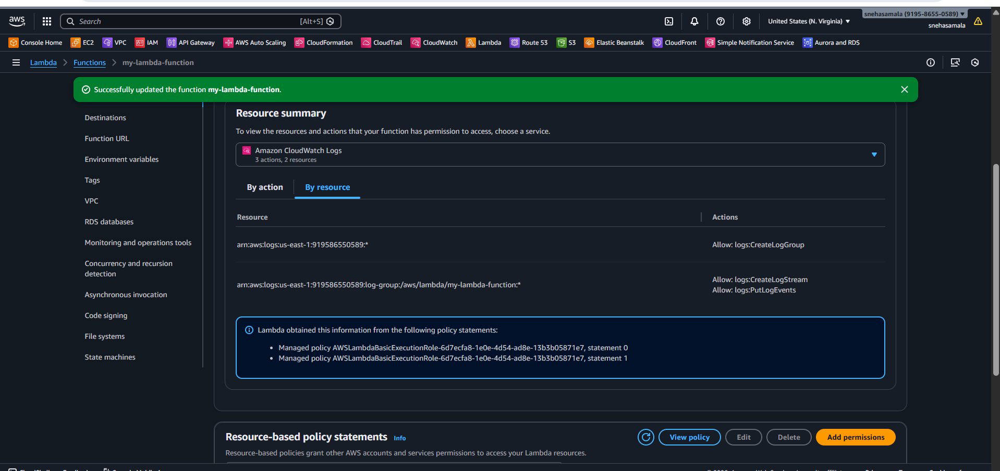 snehasamala (9195-8655-0589)
aws
Search
[Alt+S]
United States (N. Virginia)
snehasamala
Console Home
EC2
VPC
IAM
API Gateway
AWS Auto Scaling
CloudFormation
CloudTrail
CloudWatch
Lambda
Route 53
S3
Elastic Beanstalk
CloudFront
Simple Notification Service
Aurora and RDS
Lambda
Functions
my-lambda-function
Successfully updated the function my-lambda-function.
Destinations
Function URL
Environment variables
Tags
VPC
RDS databases
Monitoring and operations tools
Concurrency and recursion
detection
Asynchronous invocation
Code signing
File systems
State machines
Resource summary
To view the resources and actions that your function has permission to access, choose a service.
Amazon CloudWatch Logs
3 actions, 2 resources
By action
By resource
Resource
Actions
arn:aws:logs:us-east-1:919586550589:*
Allow: logs:CreateLogGroup
arn:aws:logs:us-east-1:919586550589:log-group:/aws/lambda/my-lambda-function:*
Allow: logs:CreateLogStream
Allow: logs:PutLogEvents
Lambda obtained this information from the following policy statements:
• Managed policy AWSLambdaBasicExecutionRole-6d7ecfa8-1e0e-4d54-ad8e-13b3b05871e7, statement 0
• Managed policy AWSLambdaBasicExecutionRole-6d7ecfa8-1e0e-4d54-ad8e-13b3b05871e7, statement 1
Resource-based policy statements
Info
View policy
Edit
Delete
Add permissions
Resource-based policies grant other AWS accounts and services permissions to access your Lambda resources.